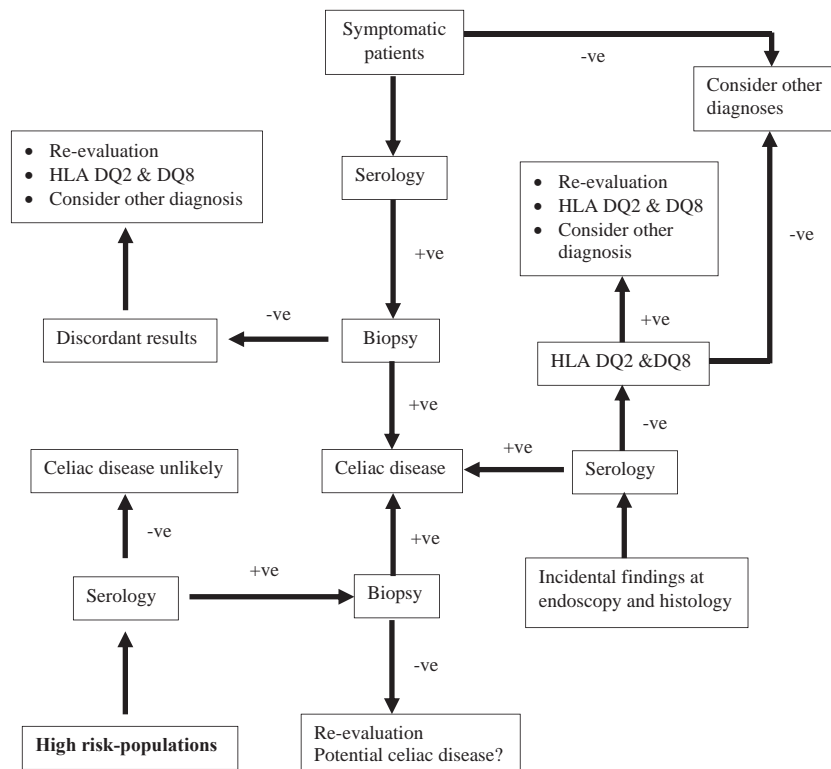 Symptomatic
patients
-ve
Consider other
diagnoses
• Re-evaluation
• HLA DQ2 & DQ8
• Consider other diagnosis
Serology
• Re-evaluation
• HLA DQ2 & DQ8
• Consider other
diagnosis
-ve
+ve
-ve
+ve
Discordant results
Biopsy
HLA DQ2 &DQ8
+ve
-ve
+ve
Celiac disease unlikely
Celiac disease
Serology
-ve
+ve
+ve
Serology
Biopsy
Incidental findings at
endoscopy and histology
-ve
High risk-populations
Re-evaluation
Potential celiac disease?